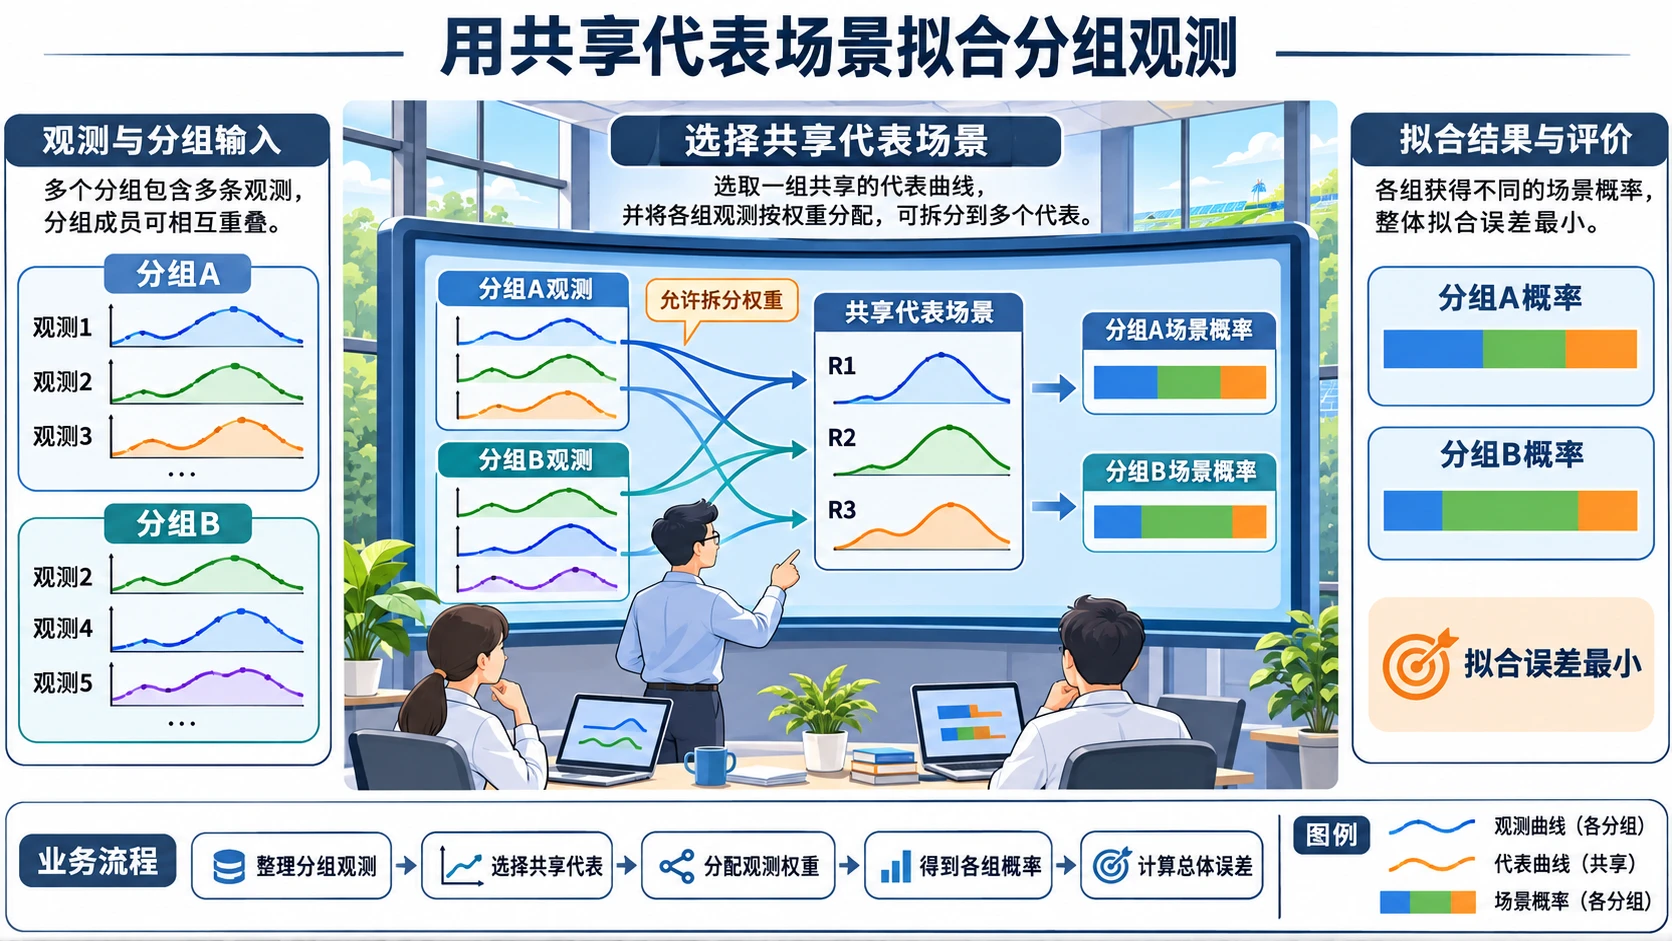 用共享代表场景拟合分组观测
观测与分组输入
多个分组包含多条观测，
分组成员可相互重叠。
分组A
观测1
观测2
观测3
...
分组B
观测2
观测4
观测5
...
选择共享代表场景
选取一组共享的代表曲线，
并将各组观测按权重分配，可拆分到多个代表。
分组A观测
允许拆分权重
分组B观测
共享代表场景
R1
R2
R3
分组A场景概率
分组B场景概率
拟合结果与评价
各组获得不同的场景概率，
整体拟合误差最小。
分组A概率
分组B概率
拟合误差最小
业务流程
整理分组观测
选择共享代表
分配观测权重
得到各组概率
计算总体误差
图例
观测曲线（各分组）
代表曲线（共享）
场景概率（各分组）